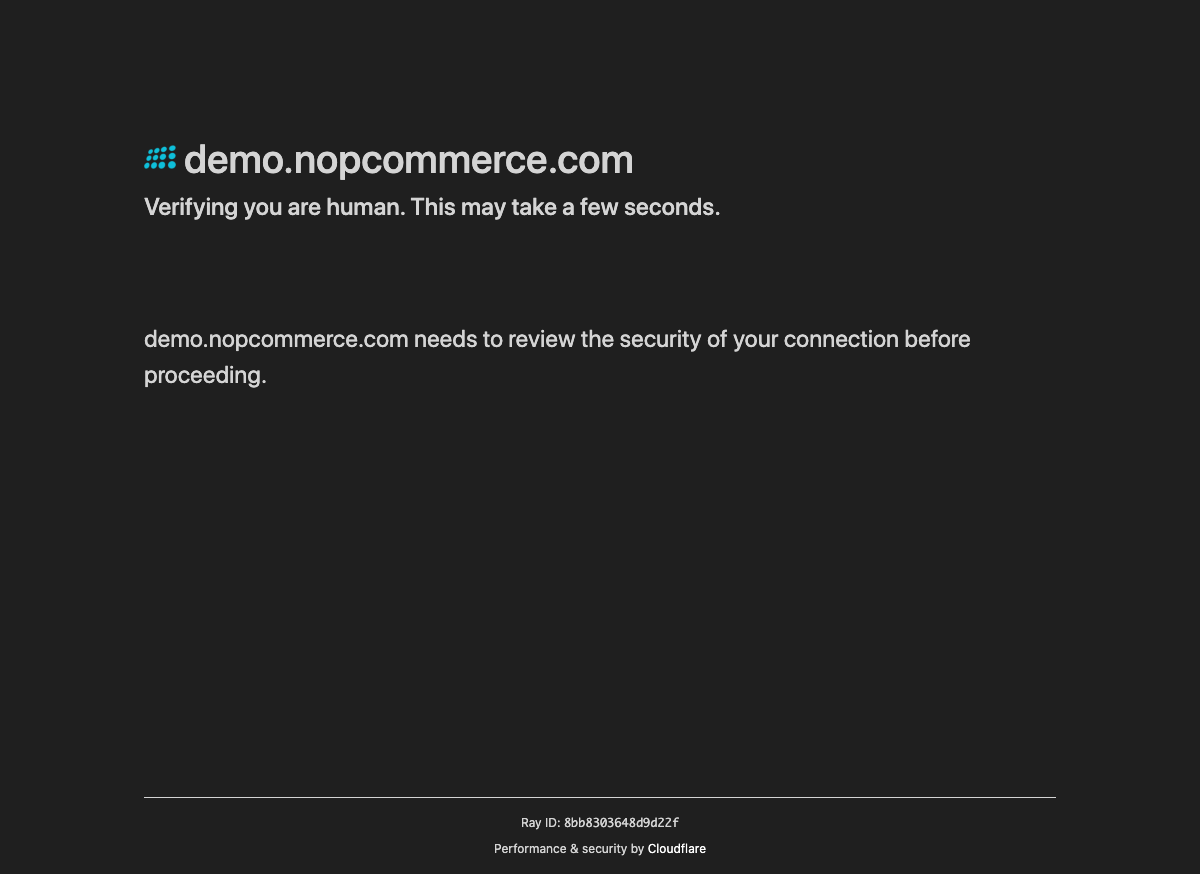 demo.nopcommerce.com
Verifying you are human. This may take a few seconds.
demo.nopcommerce.com needs to review the security of your connection before
proceeding.
Ray ID: 8bb8303648d9d22f
Performance & security by Cloudflare